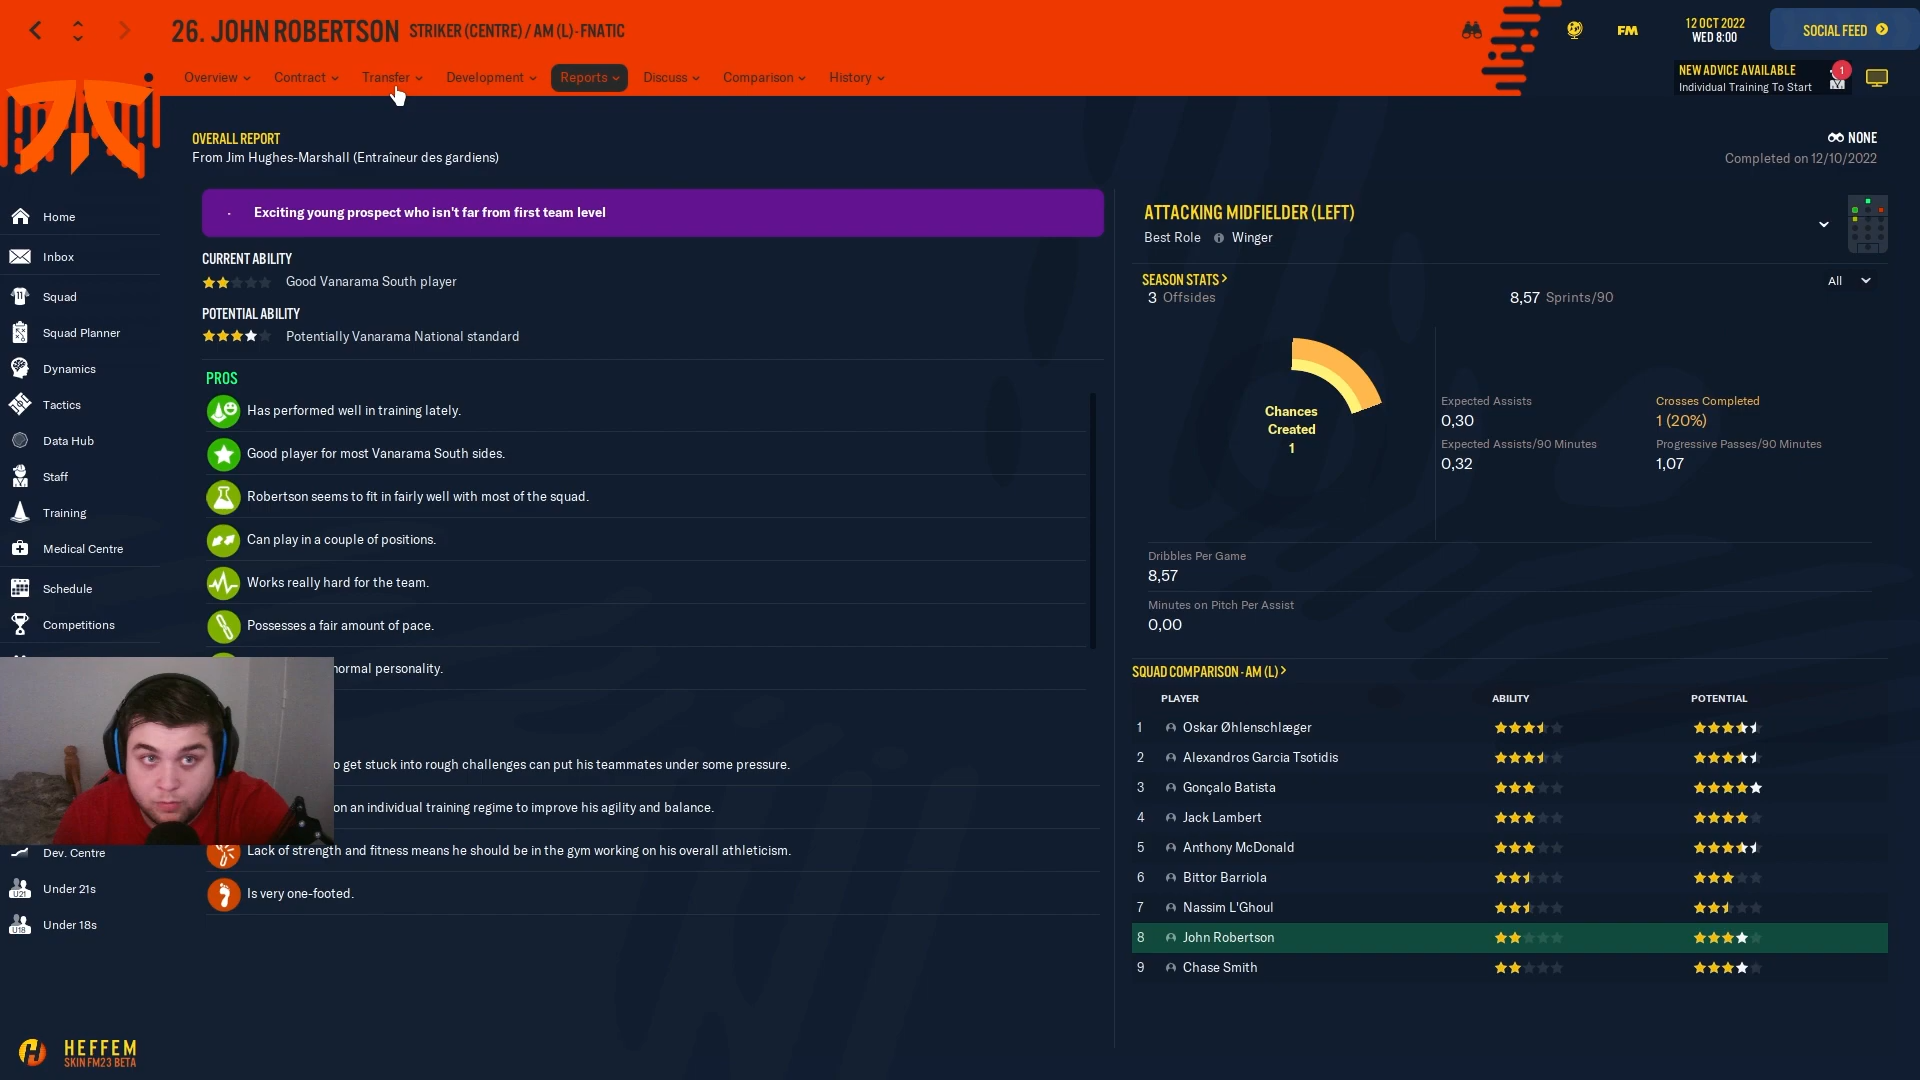 26. JOHN ROBERTSON STRIKER (CENTRE) / AM (L) - FNATIC
FM
12 OCT 2022
WED 8:00
SOCIAL FEED
Overview
Contract
Transfer
Development
Reports
Discuss
Comparison
History
NEW ADVICE AVAILABLE
Individual Training To Start
1
OVERALL REPORT
From Jim Hughes-Marshall (Entraîneur des gardiens)
NONE
Completed on 12/10/2022
Home
Inbox
Squad
Squad Planner
Dynamics
Tactics
Data Hub
Staff
Training
Medical Centre
Schedule
Competitions
Dev. Centre
U21
Under 21s
U18
Under 18s
HEFFEM
SKIN FM23 BETA
Exciting young prospect who isn't far from first team level
CURRENT ABILITY
Good Vanarama South player
POTENTIAL ABILITY
Potentially Vanarama National standard
PROS
Has performed well in training lately.
Good player for most Vanarama South sides.
Robertson seems to fit in fairly well with most of the squad.
Can play in a couple of positions.
Works really hard for the team.
Possesses a fair amount of pace.
normal personality.
o get stuck into rough challenges can put his teammates under some pressure.
on an individual training regime to improve his agility and balance.
Lack of strength and fitness means he should be in the gym working on his overall athleticism.
Is very one-footed.
ATTACKING MIDFIELDER (LEFT)
Best Role Winger
SEASON STATS
All
3 Offsides
8,57 Sprints/90
Chances
Created
1
Expected Assists
0,30
Expected Assists/90 Minutes
0,32
Crosses Completed
1 (20%)
Progressive Passes/90 Minutes
1,07
Dribbles Per Game
8,57
Minutes on Pitch Per Assist
0,00
SQUAD COMPARISON - AM (L)
PLAYER ABILITY POTENTIAL
1 Oskar Øhlenschlæger
2 Alexandros Garcia Tsotidis
3 Gonçalo Batista
4 Jack Lambert
5 Anthony McDonald
6 Bittor Barriola
7 Nassim L'Ghoul
8 John Robertson
9 Chase Smith